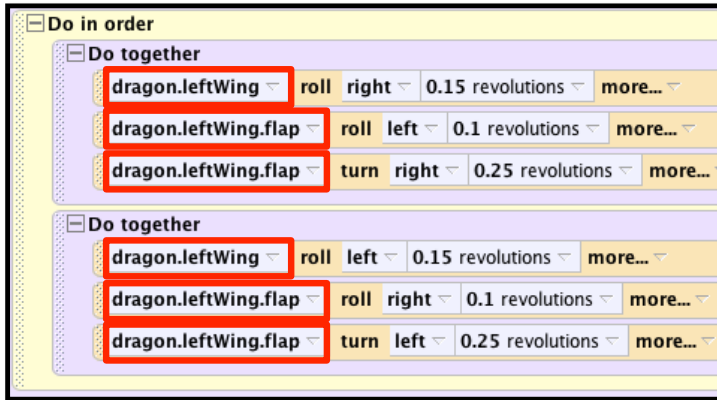 Do in order
Do together
dragon.leftWing roll right 0.15 revolutions more...
dragon.leftWing.flap roll left 0.1 revolutions more...
dragon.leftWing.flap turn right 0.25 revolutions more...
Do together
dragon.leftWing roll left 0.15 revolutions more...
dragon.leftWing.flap roll right 0.1 revolutions more...
dragon.leftWing.flap turn left 0.25 revolutions more...